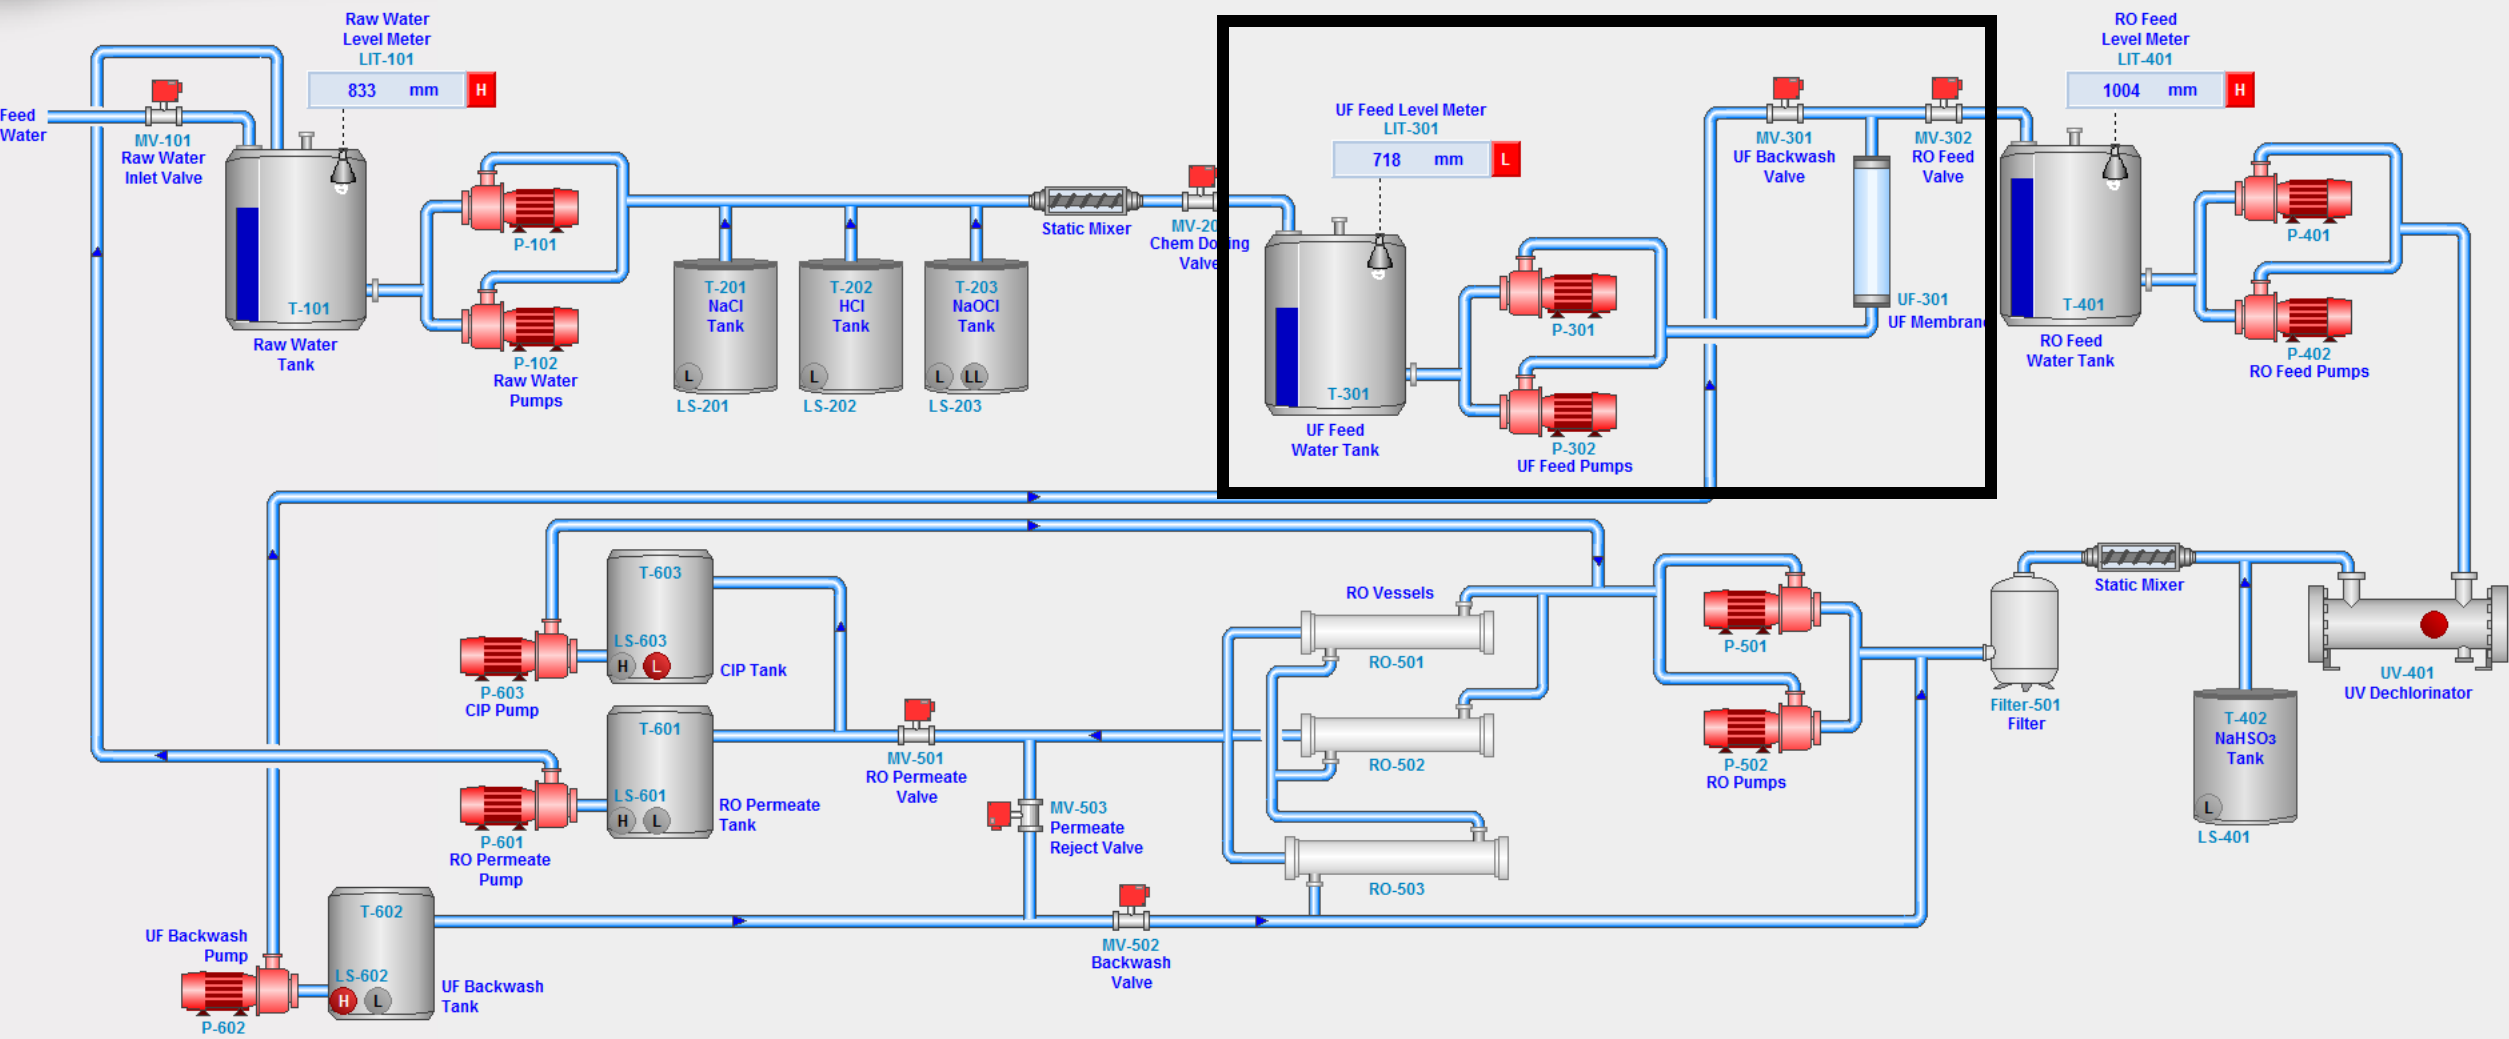 Raw Water
Level Meter
LIT-101
833 mm H
Feed
Water
MV-101
Raw Water
Inlet Valve
T-101
Raw Water
Tank
P-101
P-102
Raw Water
Pumps
T-201
NaCl
Tank
L
LS-201
T-202
HCl
Tank
L
LS-202
T-203
NaOCl
Tank
L LL
LS-203
Static Mixer
MV-20
Chem Do ing
Valve
UF Feed Level Meter
LIT-301
718 mm L
T-301
UF Feed
Water Tank
P-301
P-302
UF Feed Pumps
MV-301
UF Backwash
Valve
MV-302
RO Feed
Valve
UF-301
UF Membran
RO Feed
Level Meter
LIT-401
1004 mm H
T-401
RO Feed
Water Tank
P-401
P-402
RO Feed Pumps
T-603
LS-603
H L
CIP Tank
P-603
CIP Pump
T-601
LS-601
H L
RO Permeate
Tank
P-601
RO Permeate
Pump
MV-501
RO Permeate
Valve
MV-503
Permeate
Reject Valve
RO Vessels
RO-501
RO-502
RO-503
P-501
P-502
RO Pumps
Filter-501
Filter
Static Mixer
T-402
NaHSO3
Tank
L
LS-401
UV-401
UV Dechlorinator
UF Backwash
Pump
P-602
T-602
LS-602
H L
UF Backwash
Tank
MV-502
Backwash
Valve